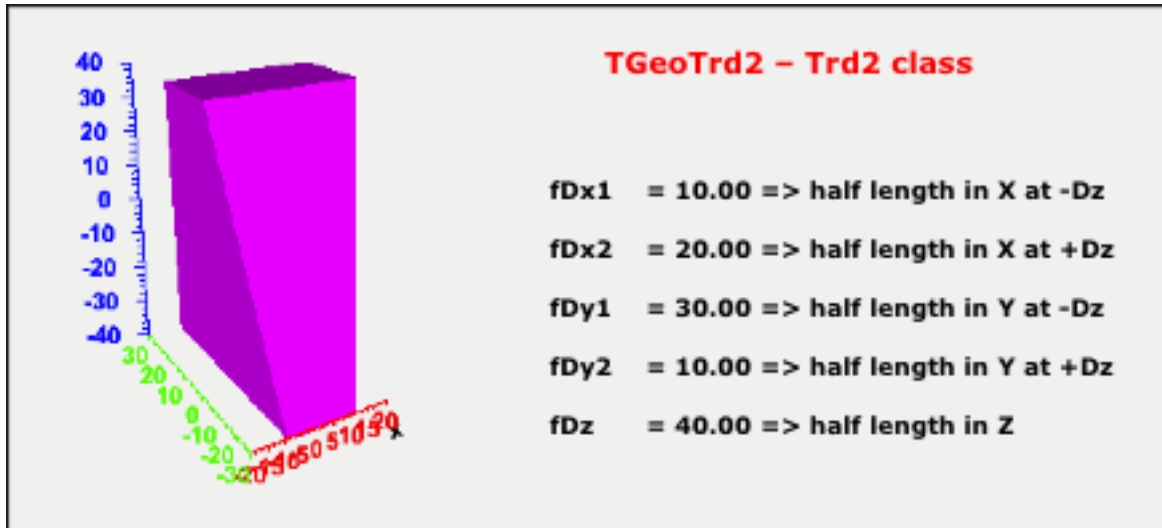 TGeoTrd2 – Trd2 class
40
30
20
10
0
-10
-20
-30
-40
30
20
10
0
-10
-20
-30
x
fDx1 = 10.00 => half length in X at -Dz
fDx2 = 20.00 => half length in X at +Dz
fDy1 = 30.00 => half length in Y at -Dz
fDy2 = 10.00 => half length in Y at +Dz
fDz = 40.00 => half length in Z